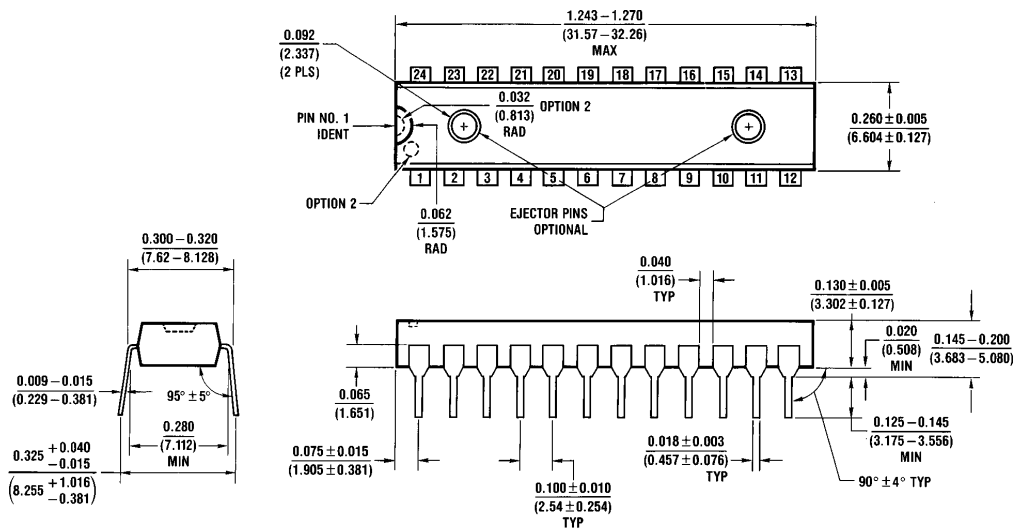 1.243 – 1.270
(31.57 – 32.26)
MAX
0.092
(2.337)
(2 PLS)
24 23 22 21 20 19 18 17 16 15 14 13
0.032
(0.813)
RAD
OPTION 2
PIN NO. 1
IDENT
0.260 ± 0.005
(6.604 ± 0.127)
1 2 3 4 5 6 7 8 9 10 11 12
OPTION 2
0.062
(1.575)
RAD
EJECTOR PINS
OPTIONAL
0.300 – 0.320
(7.62 – 8.128)
0.040
(1.016)
TYP
0.130 ± 0.005
(3.302 ± 0.127)
0.020
(0.508)
MIN
0.145 – 0.200
(3.683 – 5.080)
0.009 – 0.015
(0.229 – 0.381)
95° ± 5°
0.280
(7.112)
MIN
0.325 +0.040 −0.015
(8.255 +1.016 −0.381)
0.065
(1.651)
0.075 ± 0.015
(1.905 ± 0.381)
0.100 ± 0.010
(2.54 ± 0.254)
TYP
0.018 ± 0.003
(0.457 ± 0.076)
TYP
0.125 – 0.145
(3.175 – 3.556)
MIN
90° ± 4° TYP